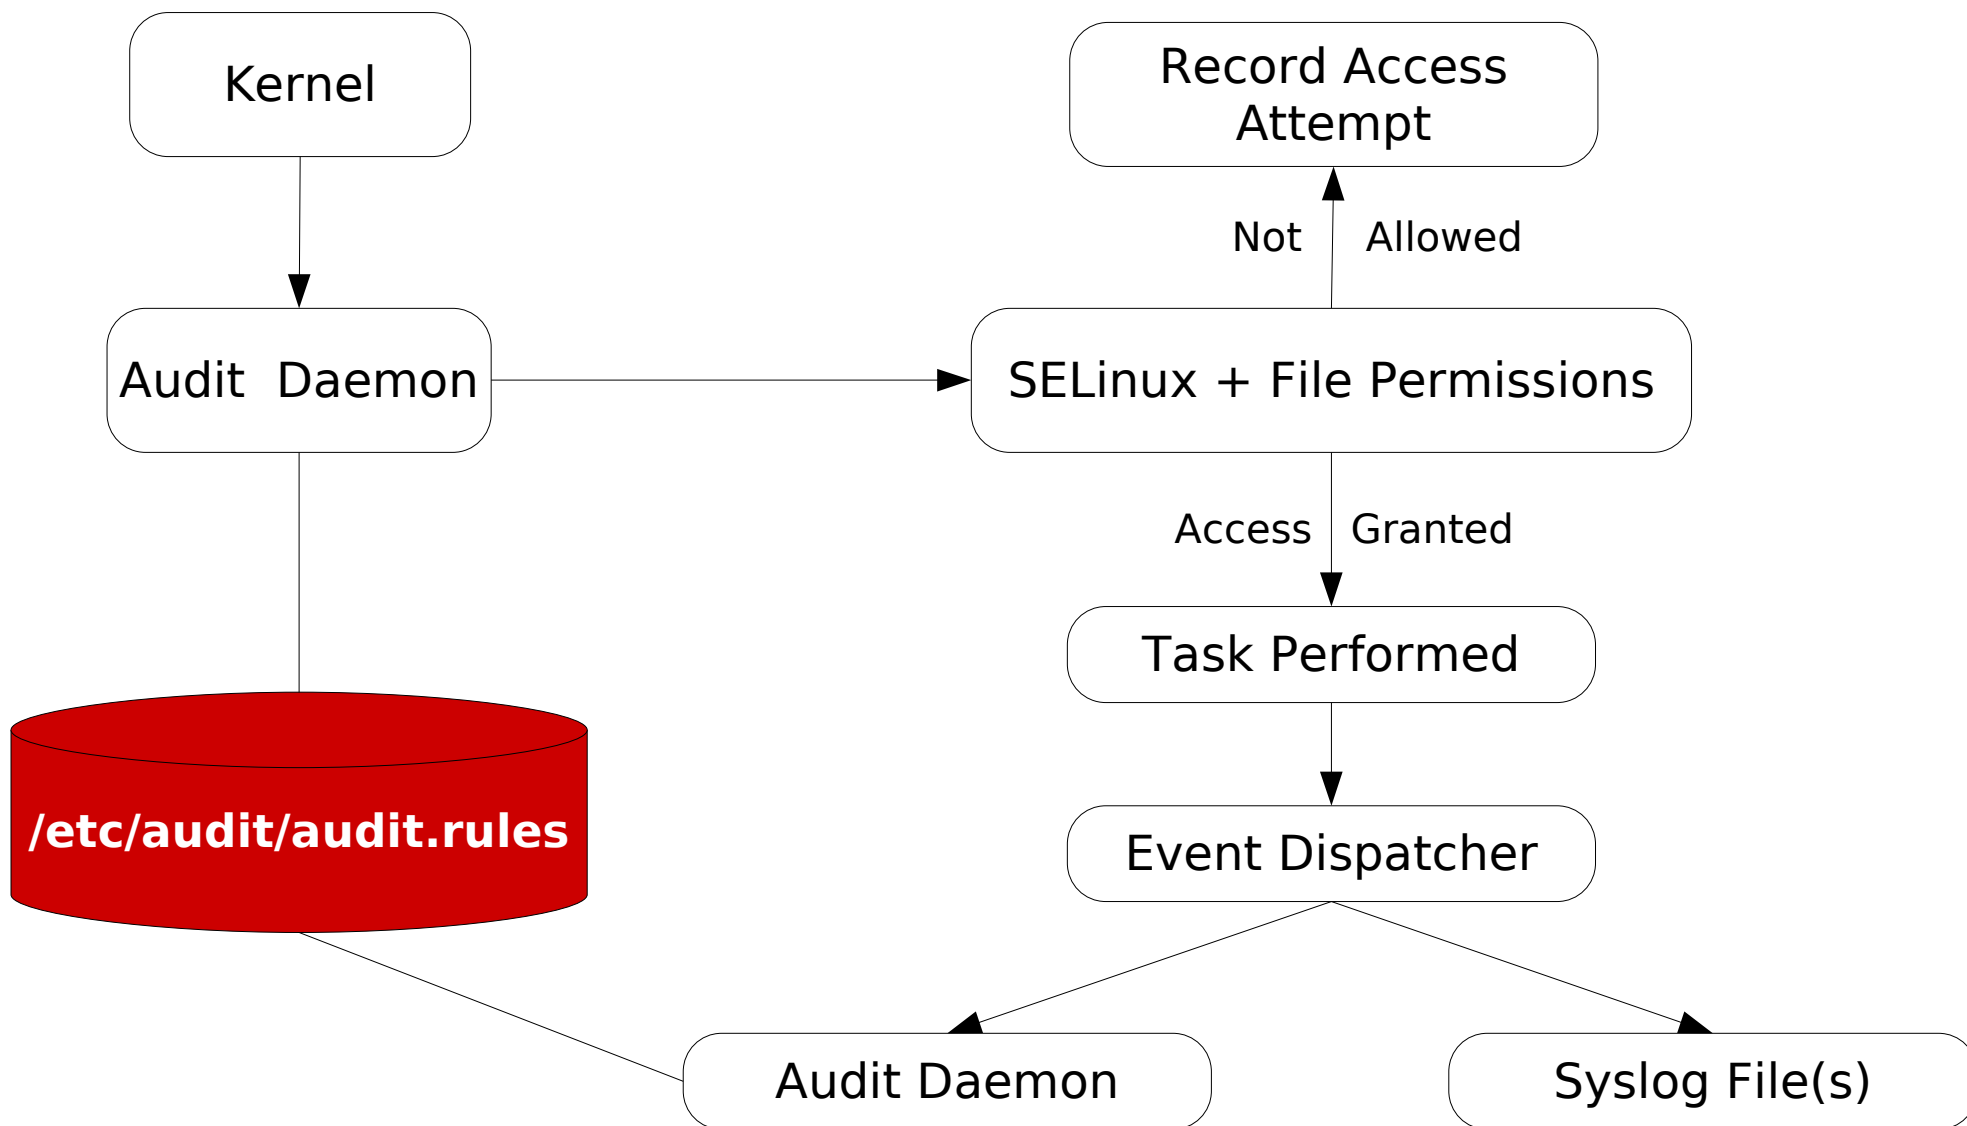 Kernel
Record Access
Attempt
Not Allowed
Audit  Daemon
SELinux + File Permissions
Access Granted
Task Performed
/etc/audit/audit.rules
Event Dispatcher
Audit Daemon
Syslog File(s)